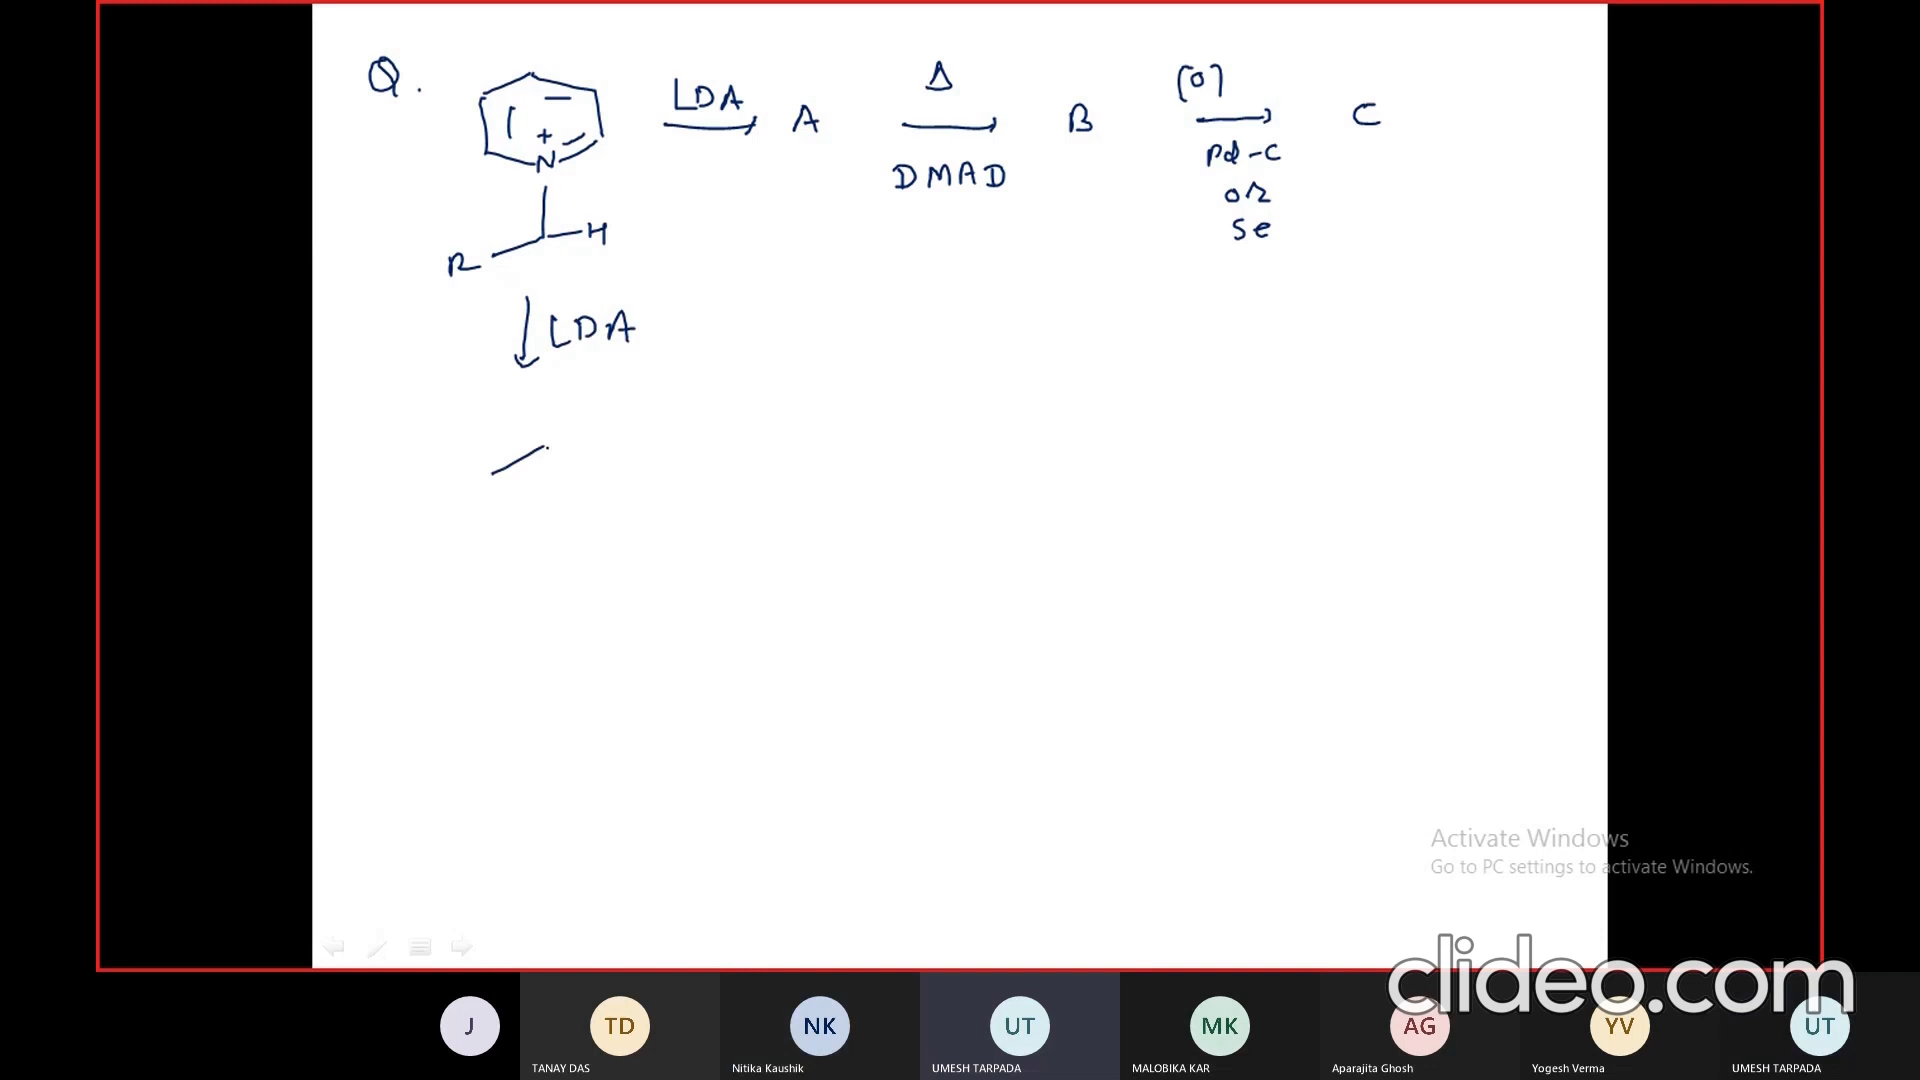 Q.
LDA A Δ B [O] C
+
N
DMAD
Pd-C
or
Se
H
R
LDA
Activate Windows
Go to PC settings to activate Windows.
clideo.com
J TD NK UT MK AG YV UT
TANAY DAS Nitika Kaushik UMESH TARPADA MALOBIKA KAR Aparajita Ghosh Yogesh Verma UMESH TARPADA